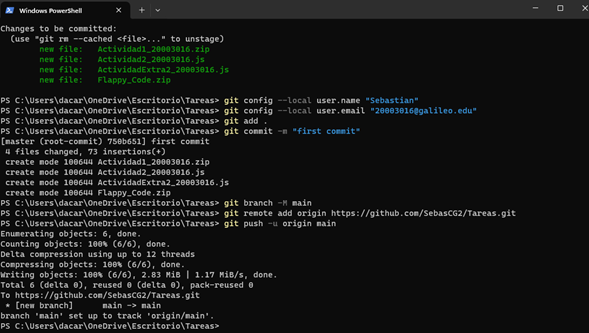 Windows PowerShell
Changes to be committed:
(use "git rm --cached <file>..." to unstage)
new file: Actividad1_20003016.zip
new file: Actividad2_20003016.js
new file: ActividadExtra2_20003016.js
new file: Flappy_Code.zip
PS C:\Users\dacar\OneDrive\Escritorio\Tareas> git config --local user.name "Sebastian"
PS C:\Users\dacar\OneDrive\Escritorio\Tareas> git config --local user.email "20003016@galileo.edu"
PS C:\Users\dacar\OneDrive\Escritorio\Tareas> git add .
PS C:\Users\dacar\OneDrive\Escritorio\Tareas> git commit -m "first commit"
[master (root-commit) 750b651] first commit
4 files changed, 73 insertions(+)
create mode 100644 Actividad1_20003016.zip
create mode 100644 Actividad2_20003016.js
create mode 100644 ActividadExtra2_20003016.js
create mode 100644 Flappy_Code.zip
PS C:\Users\dacar\OneDrive\Escritorio\Tareas> git branch -M main
PS C:\Users\dacar\OneDrive\Escritorio\Tareas> git remote add origin https://github.com/SebasCG2/Tareas.git
PS C:\Users\dacar\OneDrive\Escritorio\Tareas> git push -u origin main
Enumerating objects: 6, done.
Counting objects: 100% (6/6), done.
Delta compression using up to 12 threads
Compressing objects: 100% (6/6), done.
Writing objects: 100% (6/6), 2.83 MiB | 1.17 MiB/s, done.
Total 6 (delta 0), reused 0 (delta 0), pack-reused 0
To https://github.com/SebasCG2/Tareas.git
* [new branch] main -> main
branch 'main' set up to track 'origin/main'.
PS C:\Users\dacar\OneDrive\Escritorio\Tareas>